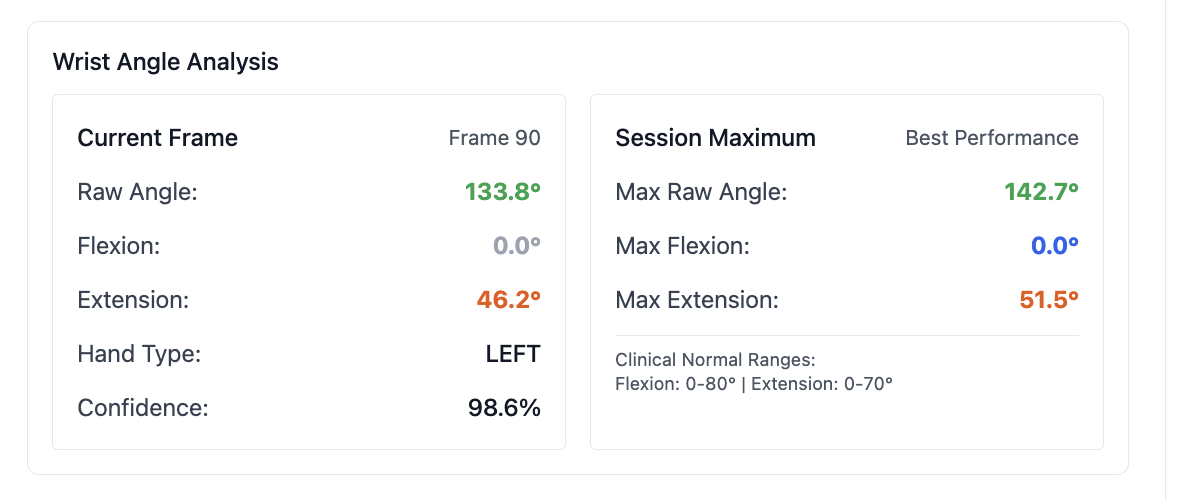 Wrist Angle Analysis
Current Frame Frame 90
Raw Angle: 133.8°
Flexion: 0.0°
Extension: 46.2°
Hand Type: LEFT
Confidence: 98.6%
Session Maximum Best Performance
Max Raw Angle: 142.7°
Max Flexion: 0.0°
Max Extension: 51.5°
Clinical Normal Ranges:
Flexion: 0-80° | Extension: 0-70°